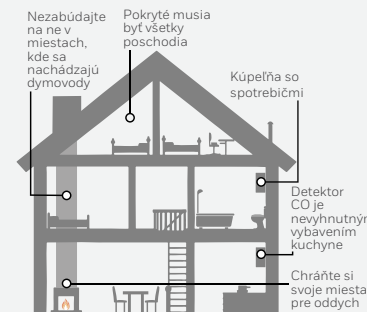 Nezabúdajte
na ne v
miestach,
kde sa
nachádzajú
dymovody
Pokryté musia
byť všetky
poschodia
Kúpeľňa so
spotrebičmi
Detektor
CO je
nevyhnutným
vybavením
kuchyne
Chráňte si
svoje miesta
pre oddych